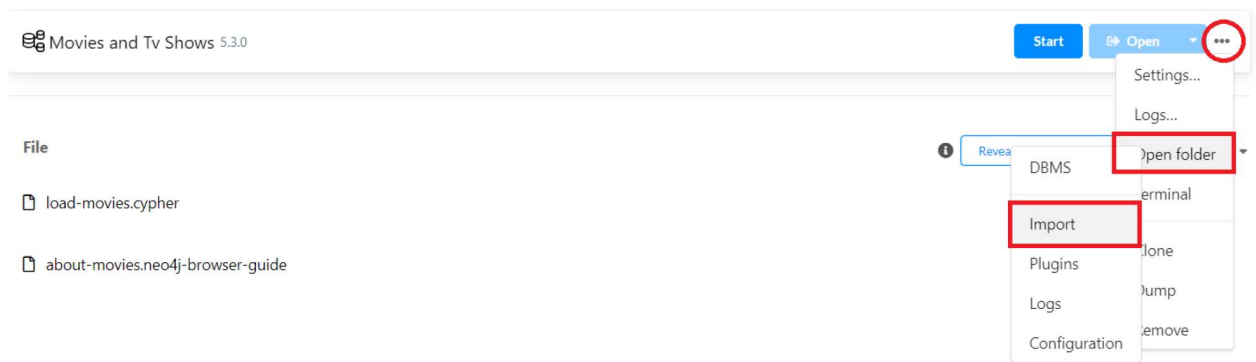 Movies and Tv Shows 5.3.0
Start
Open
Settings...
Logs...
Open folder
File
Revea
DBMS
load-movies.cypher
Import
about-movies.neo4j-browser-guide
Plugins
Logs
Configuration